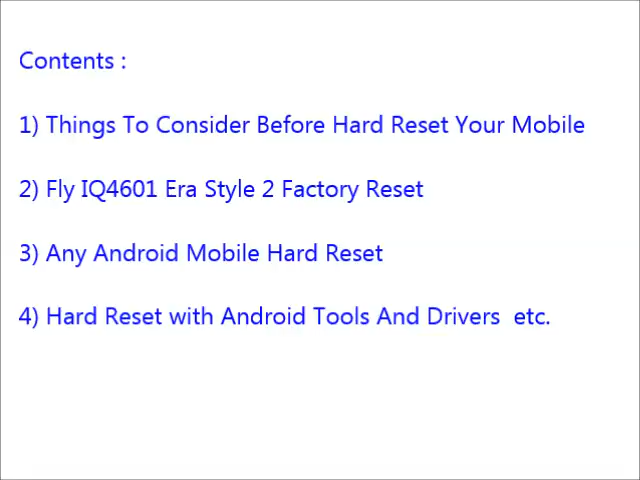 Contents :
1) Things To Consider Before Hard Reset Your Mobile
2) Fly IQ4601 Era Style 2 Factory Reset
3) Any Android Mobile Hard Reset
4) Hard Reset with Android Tools And Drivers  etc.